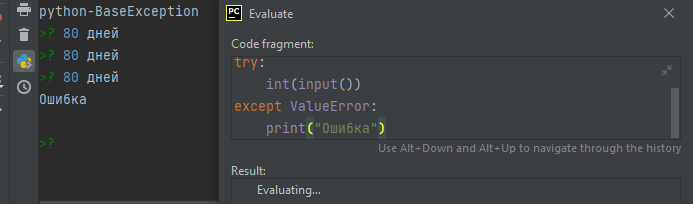 python-BaseException
>? 80 дней
>? 80 дней
>? 80 дней
Ошибка
>?
PC
Evaluate
Code fragment:
try:
int(input())
except ValueError:
print("Ошибка")
Use Alt+Down and Alt+Up to navigate through the history
Result:
Evaluating...